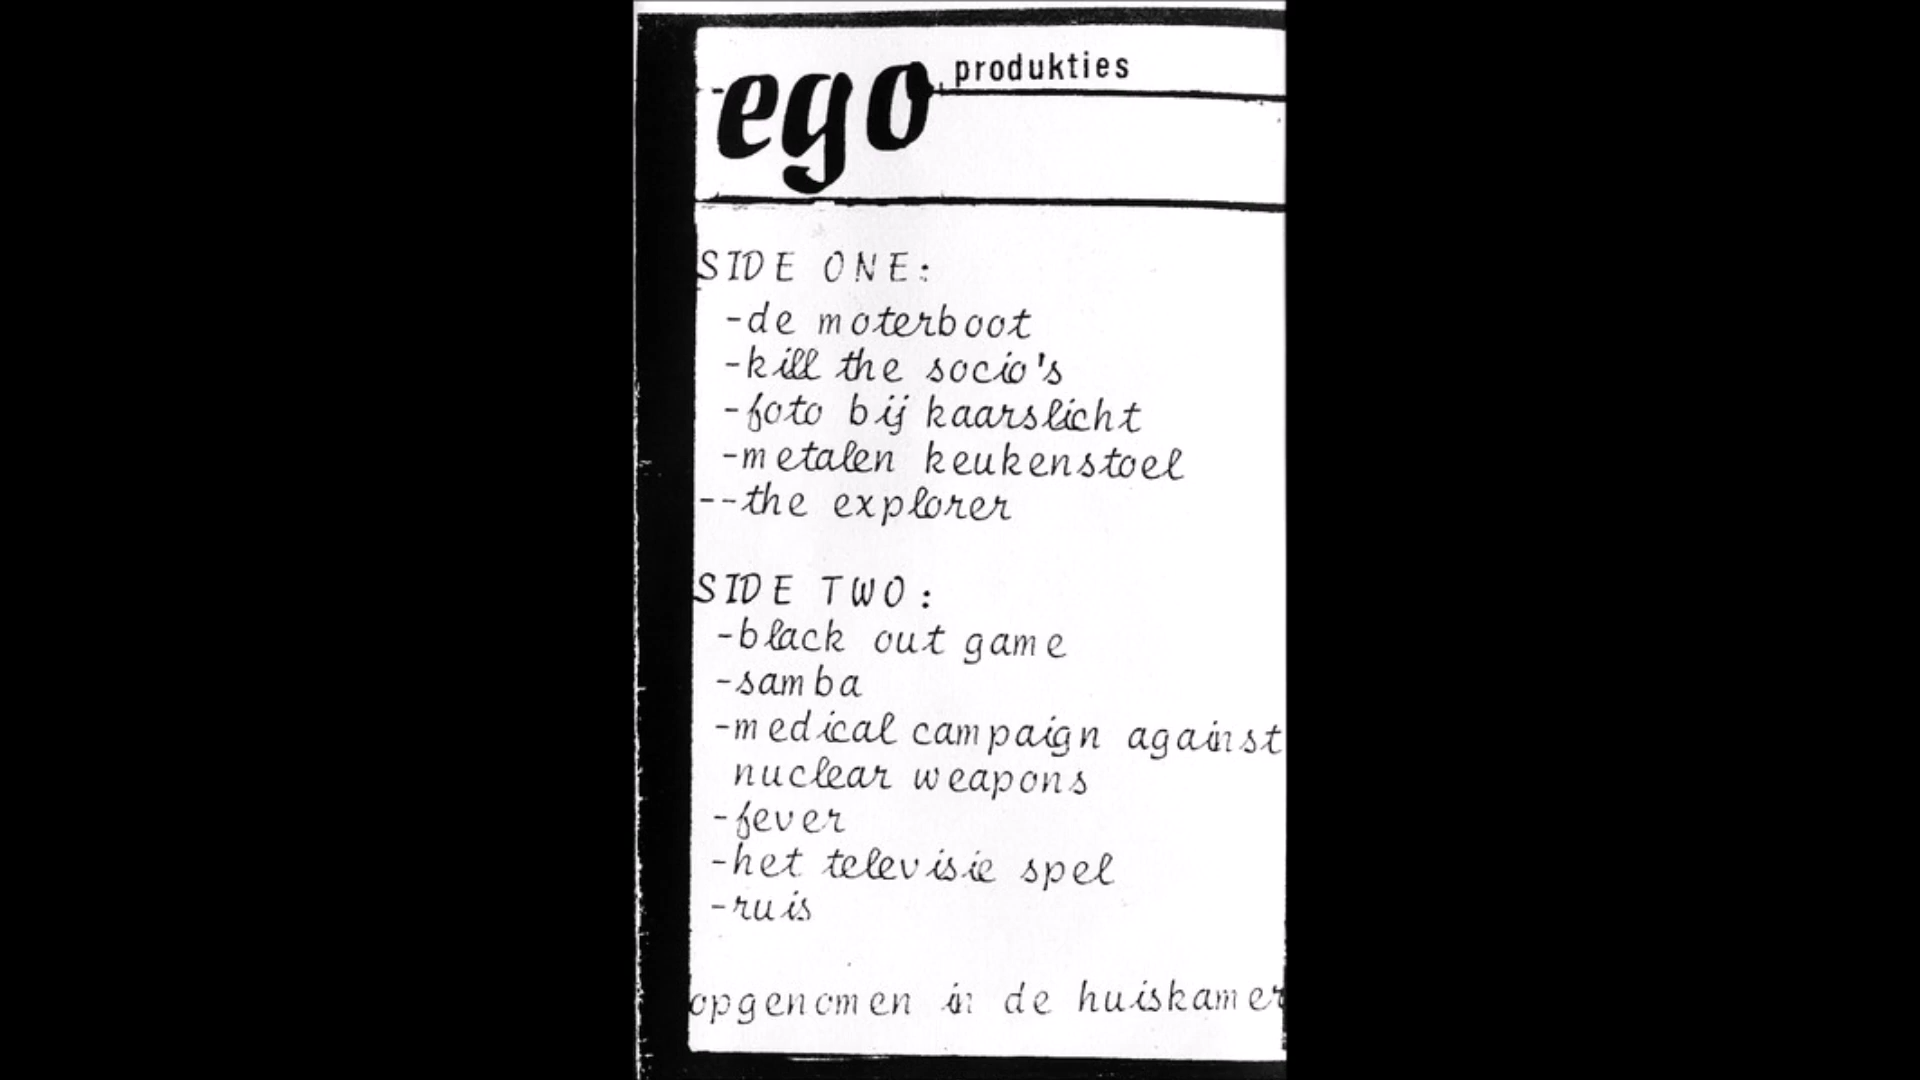 ego produkties
SIDE ONE:
-de moterboot
-kill the socio's
-foto bij kaarslicht
-metalen keukenstoel
--the explorer
SIDE TWO:
-black out game
-samba
-medical campaign against
nuclear weapons
-fever
-het televisie spel
-ruis
opgenomen in de huiskamer